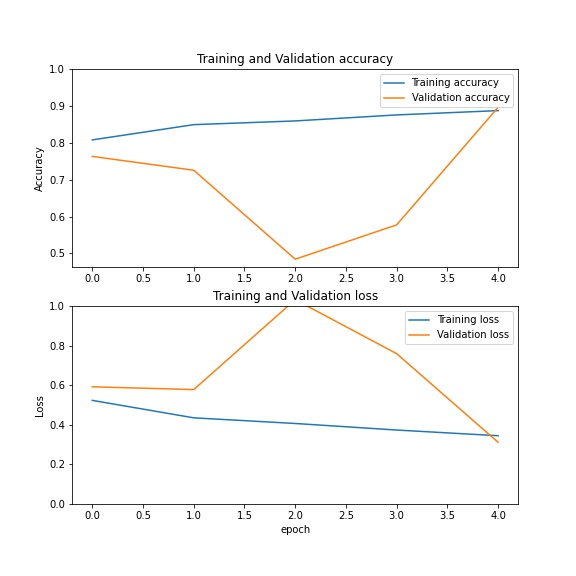 Training and Validation accuracy
1.0
0.9
0.8
0.7
0.6
0.5
Accuracy
Training accuracy
Validation accuracy
0.0 0.5 1.0 1.5 2.0 2.5 3.0 3.5 4.0
Training and Validation loss
1.0
0.8
0.6
0.4
0.2
0.0
Loss
Training loss
Validation loss
0.0 0.5 1.0 1.5 2.0 2.5 3.0 3.5 4.0
epoch